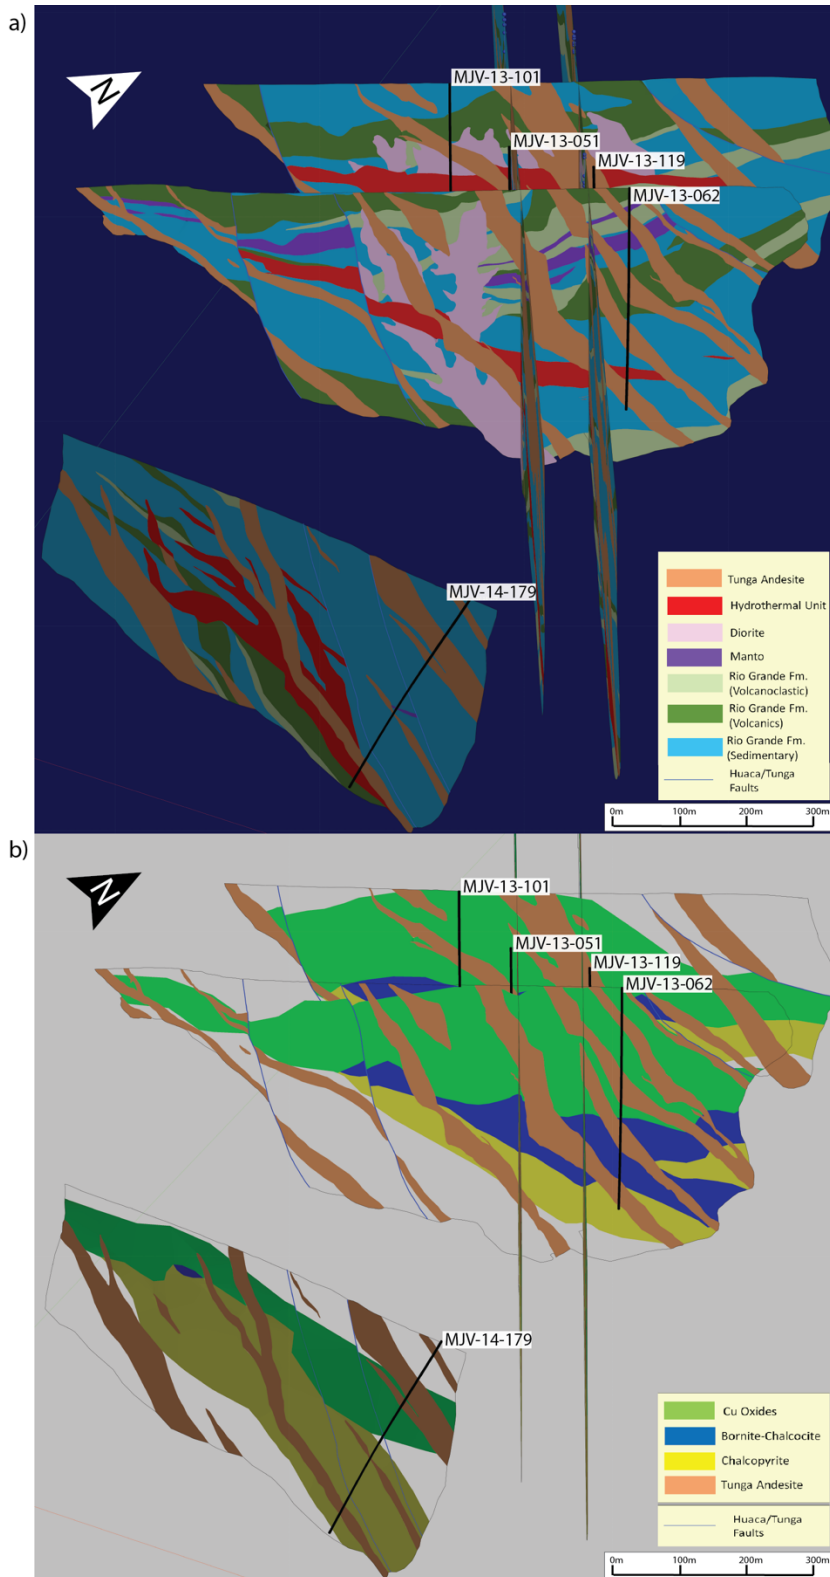 a)
N
MJV-13-101
MJV-13-051
MJV-13-119
MJV-13-062
MJV-14-179
Tunga Andesite
Hydrothermal Unit
Diorite
Manto
Rio Grande Fm.
(Volcanoclastic)
Rio Grande Fm.
(Volcanics)
Rio Grande Fm.
(Sedimentary)
Huaca/Tunga
Faults
0m 100m 200m 300m
b)
N
MJV-13-101
MJV-13-051
MJV-13-119
MJV-13-062
MJV-14-179
Cu Oxides
Bornite-Chalcocite
Chalcopyrite
Tunga Andesite
Huaca/Tunga
Faults
0m 100m 200m 300m